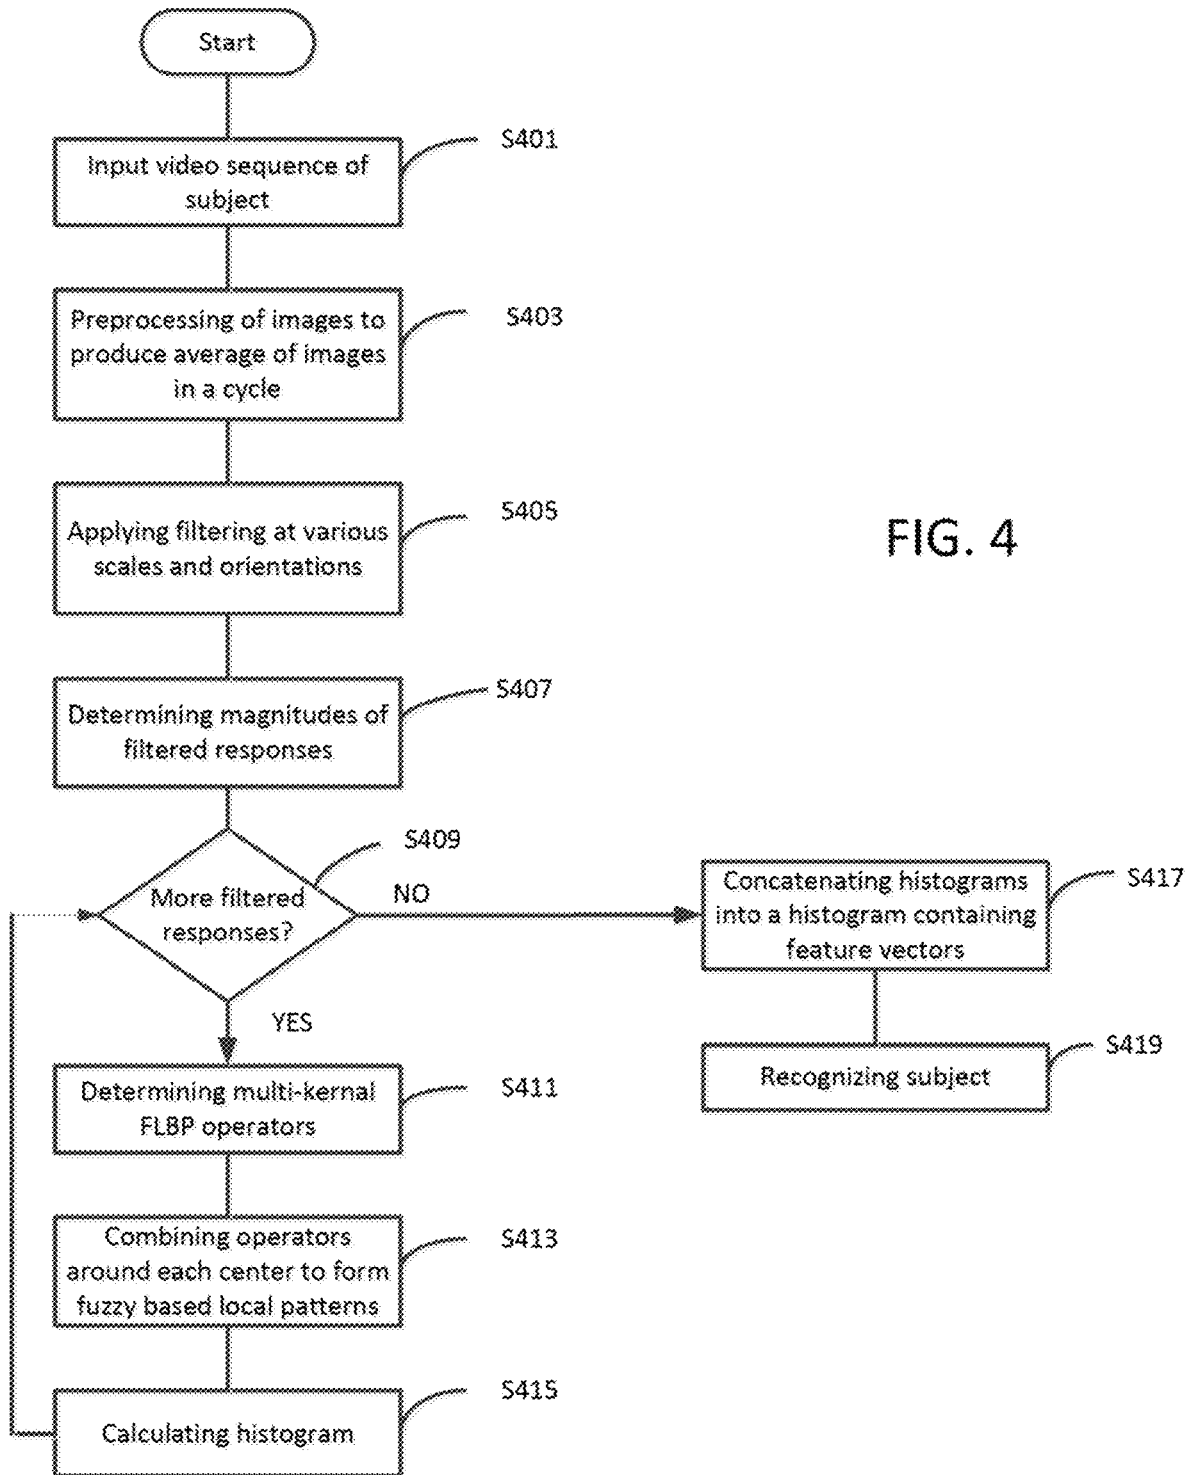 Start
S401
Input video sequence of
subject
S403
Preprocessing of images to
produce average of images
in a cycle
S405
Applying filtering at various
scales and orientations
FIG. 4
S407
Determining magnitudes of
filtered responses
S409
More filtered
responses?
NO
YES
S417
Concatenating histograms
into a histogram containing
feature vectors
S419
Recognizing subject
S411
Determining multi-kernal
FLBP operators
S413
Combining operators
around each center to form
fuzzy based local patterns
S415
Calculating histogram